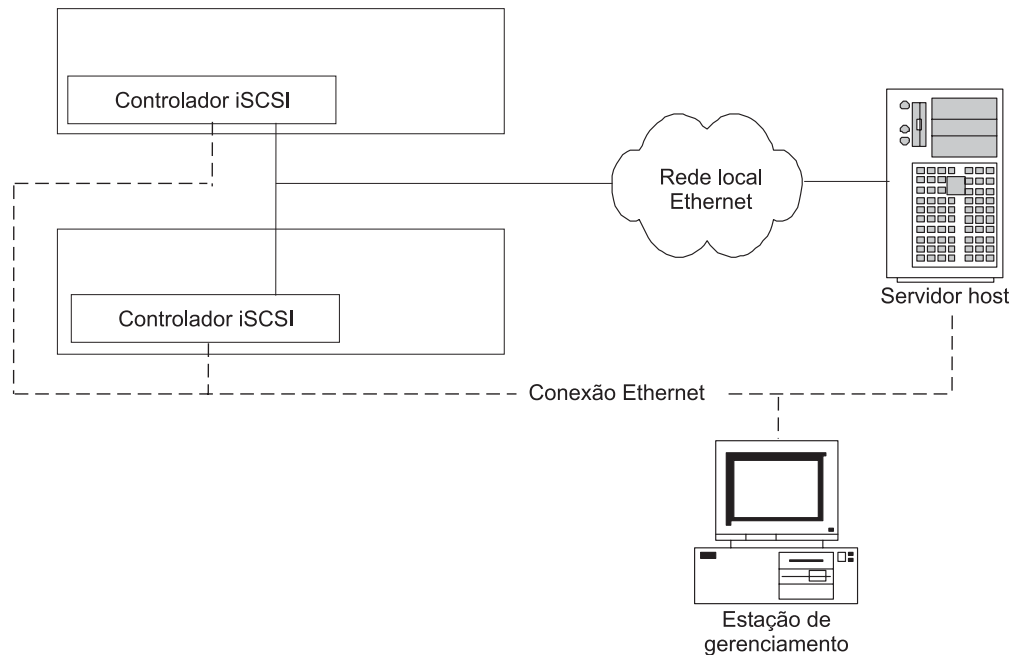 Controlador iSCSI
Rede local
Ethernet
Servidor host
Controlador iSCSI
Conexão Ethernet
Estação de
gerenciamento